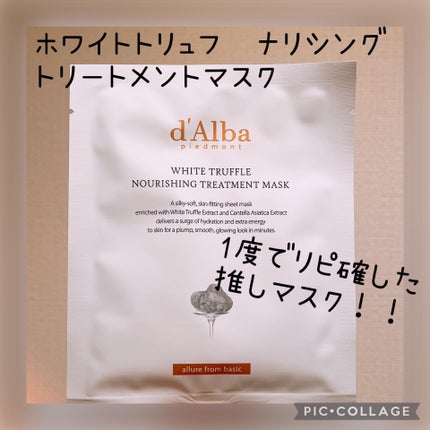 ホワイトトリュフ ナリシング
トリートメントマスク
d'Alba
piedmont
WHITE TRUFFLE
NOURISHING TREATMENT MASK
A silky-soft, skin-fitting sheet mask
enriched with White Truffle Extract and Centella Asiatica Extract
delivers a surge of hydration and extra energy
to skin for a plump, smooth, glowing look in minutes.
1度でリピ確した
推しマスク！！
allure from basic
PIC•COLLAGE